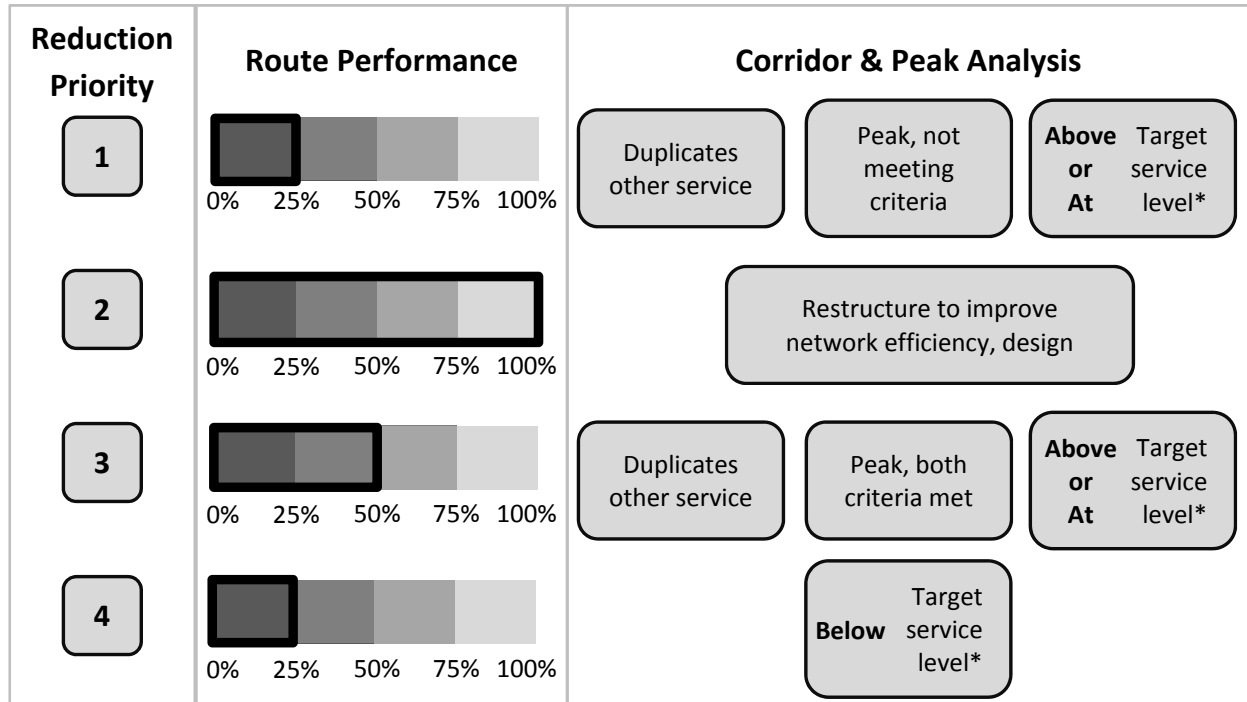 Reduction
Priority
Route Performance
Corridor & Peak Analysis
1
0% 25% 50% 75% 100%
Duplicates
other service
Peak, not
meeting
criteria
Above
or
At
Target
service
level*
2
0% 25% 50% 75% 100%
Restructure to improve
network efficiency, design
3
0% 25% 50% 75% 100%
Duplicates
other service
Peak, both
criteria met
Above
or
At
Target
service
level*
4
0% 25% 50% 75% 100%
Below
Target
service
level*